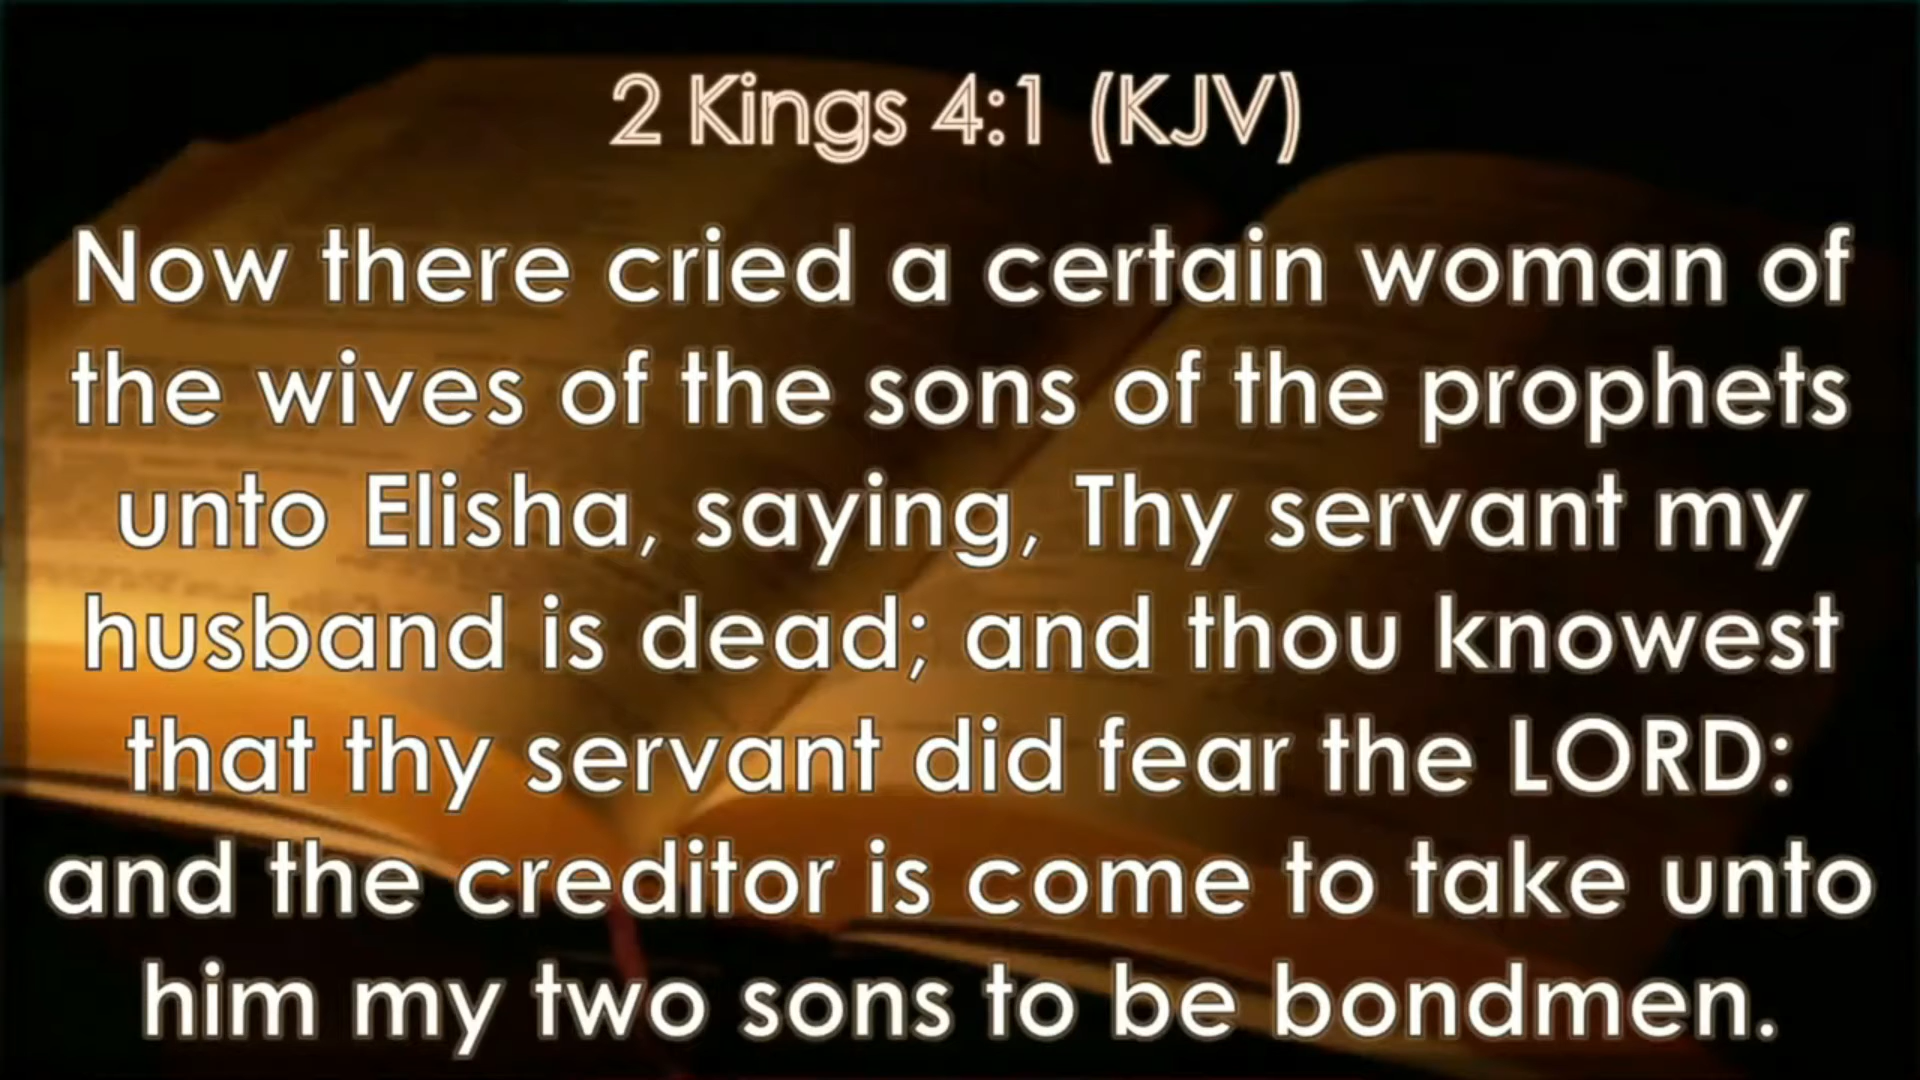 2 Kings 4:1 (KJV)
Now there cried a certain woman of
the wives of the sons of the prophets
unto Elisha, saying, Thy servant my
husband is dead; and thou knowest
that thy servant did fear the LORD:
and the creditor is come to take unto
him my two sons to be bondmen.